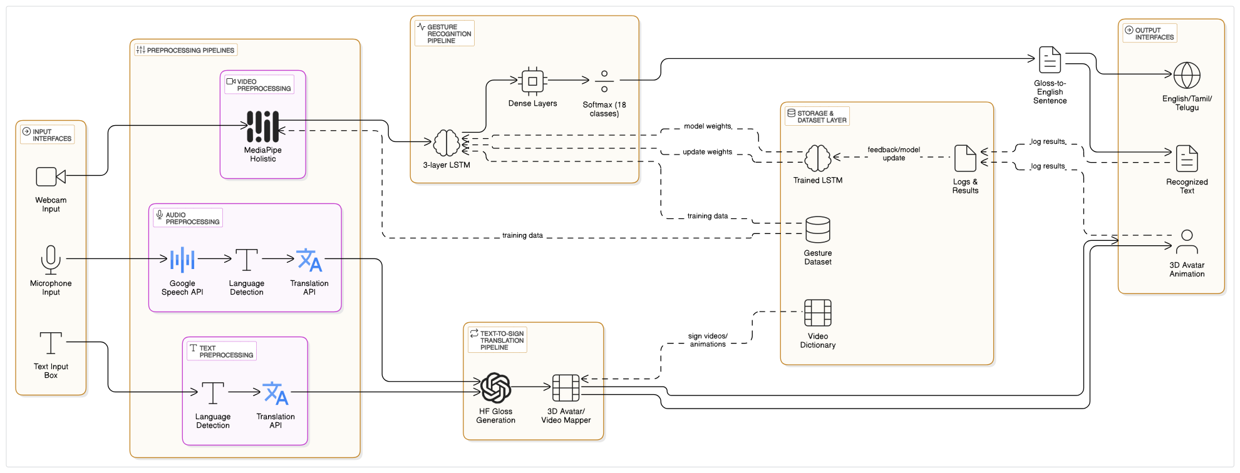 INPUT
INTERFACES
Webcam
Input
Microphone
Input
Text Input
Box
PREPROCESSING PIPELINES
VIDEO
PREPROCESSING
MediaPipe
Holistic
AUDIO
PREPROCESSING
Google
Speech API
Language
Detection
Translation
API
TEXT
PREPROCESSING
Language
Detection
Translation
API
GESTURE
RECOGNITION
PIPELINE
3-layer LSTM
Dense Layers
Softmax (18
classes)
TEXT-TO-SIGN
TRANSLATION
PIPELINE
HF Gloss
Generation
3D Avatar/
Video Mapper
model weights
update weights
training data
training data
sign videos/
animations
STORAGE &
DATASET LAYER
Trained LSTM
feedback/model
update
Logs &
Results
Gesture
Dataset
Video
Dictionary
Gloss-to-
English
Sentence
log results
log results
OUTPUT
INTERFACES
English/Tamil/
Telugu
Recognized
Text
3D Avatar
Animation